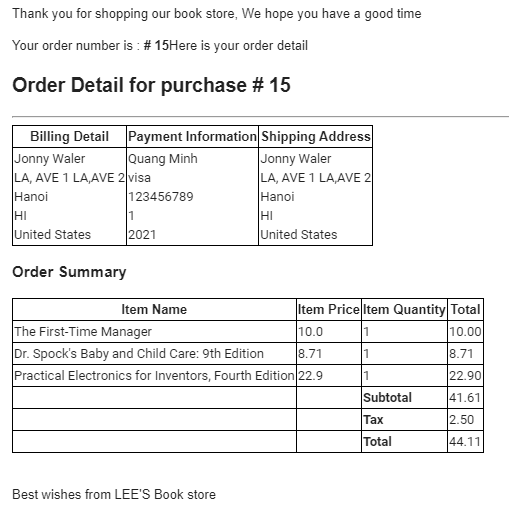 Thank you for shopping our book store, We hope you have a good time
Your order number is : # 15Here is your order detail
Order Detail for purchase # 15
Billing Detail Payment Information Shipping Address
Jonny Waler Quang Minh Jonny Waler
LA, AVE 1 LA,AVE 2 visa LA, AVE 1 LA,AVE 2
Hanoi 123456789 Hanoi
HI 1 HI
United States 2021 United States
Order Summary
Item Name Item Price Item Quantity Total
The First-Time Manager 10.0 1 10.00
Dr. Spock's Baby and Child Care: 9th Edition 8.71 1 8.71
Practical Electronics for Inventors, Fourth Edition 22.9 1 22.90
Subtotal 41.61
Tax 2.50
Total 44.11
Best wishes from LEE'S Book store